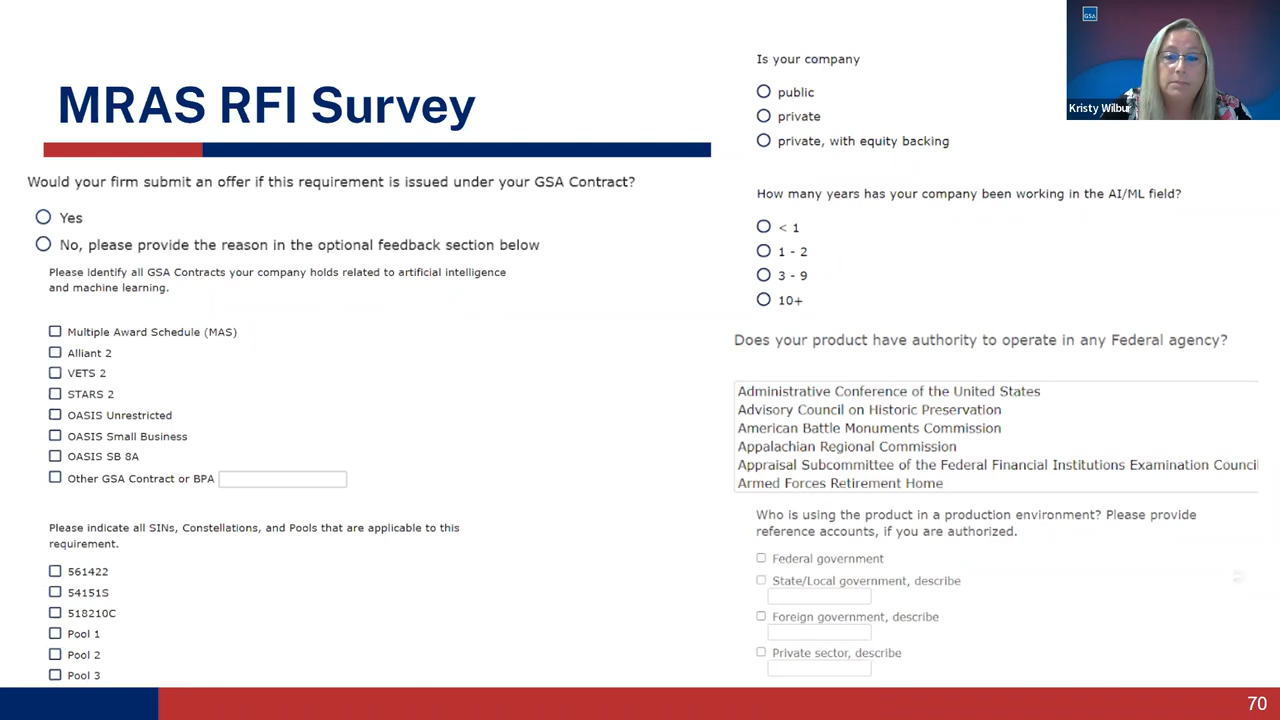 MRAS RFI Survey
Would your firm submit an offer if this requirement is issued under your GSA Contract?
Yes
No, please provide the reason in the optional feedback section below
Please identify all GSA Contracts your company holds related to artificial intelligence
and machine learning.
Multiple Award Schedule (MAS)
Alliant 2
VETS 2
STARS 2
OASIS Unrestricted
OASIS Small Business
OASIS SB 8A
Other GSA Contract or BPA
Please indicate all SINs, Constellations, and Pools that are applicable to this
requirement.
561422
54151S
518210C
Pool 1
Pool 2
Pool 3
Is your company
public
private
private, with equity backing
How many years has your company been working in the AI/ML field?
< 1
1 - 2
3 - 9
10+
Does your product have authority to operate in any Federal agency?
Administrative Conference of the United States
Advisory Council on Historic Preservation
American Battle Monuments Commission
Appalachian Regional Commission
Appraisal Subcommittee of the Federal Financial Institutions Examination Council
Armed Forces Retirement Home
Who is using the product in a production environment? Please provide
reference accounts, if you are authorized.
Federal government
State/Local government, describe
Foreign government, describe
Private sector, describe
GSA
Kristy Wilbur
70